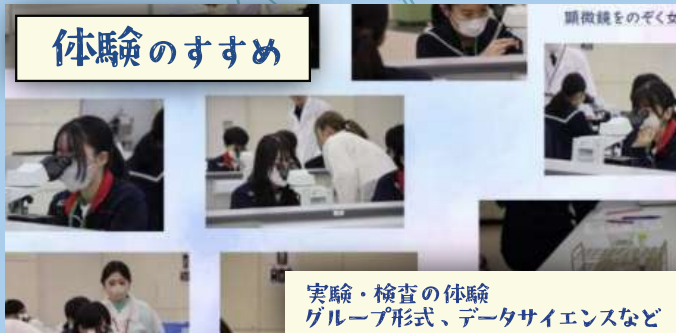 体験のすすめ
顕微鏡をのぞく女
実験・検査の体験
グループ形式、データサイエンスなど